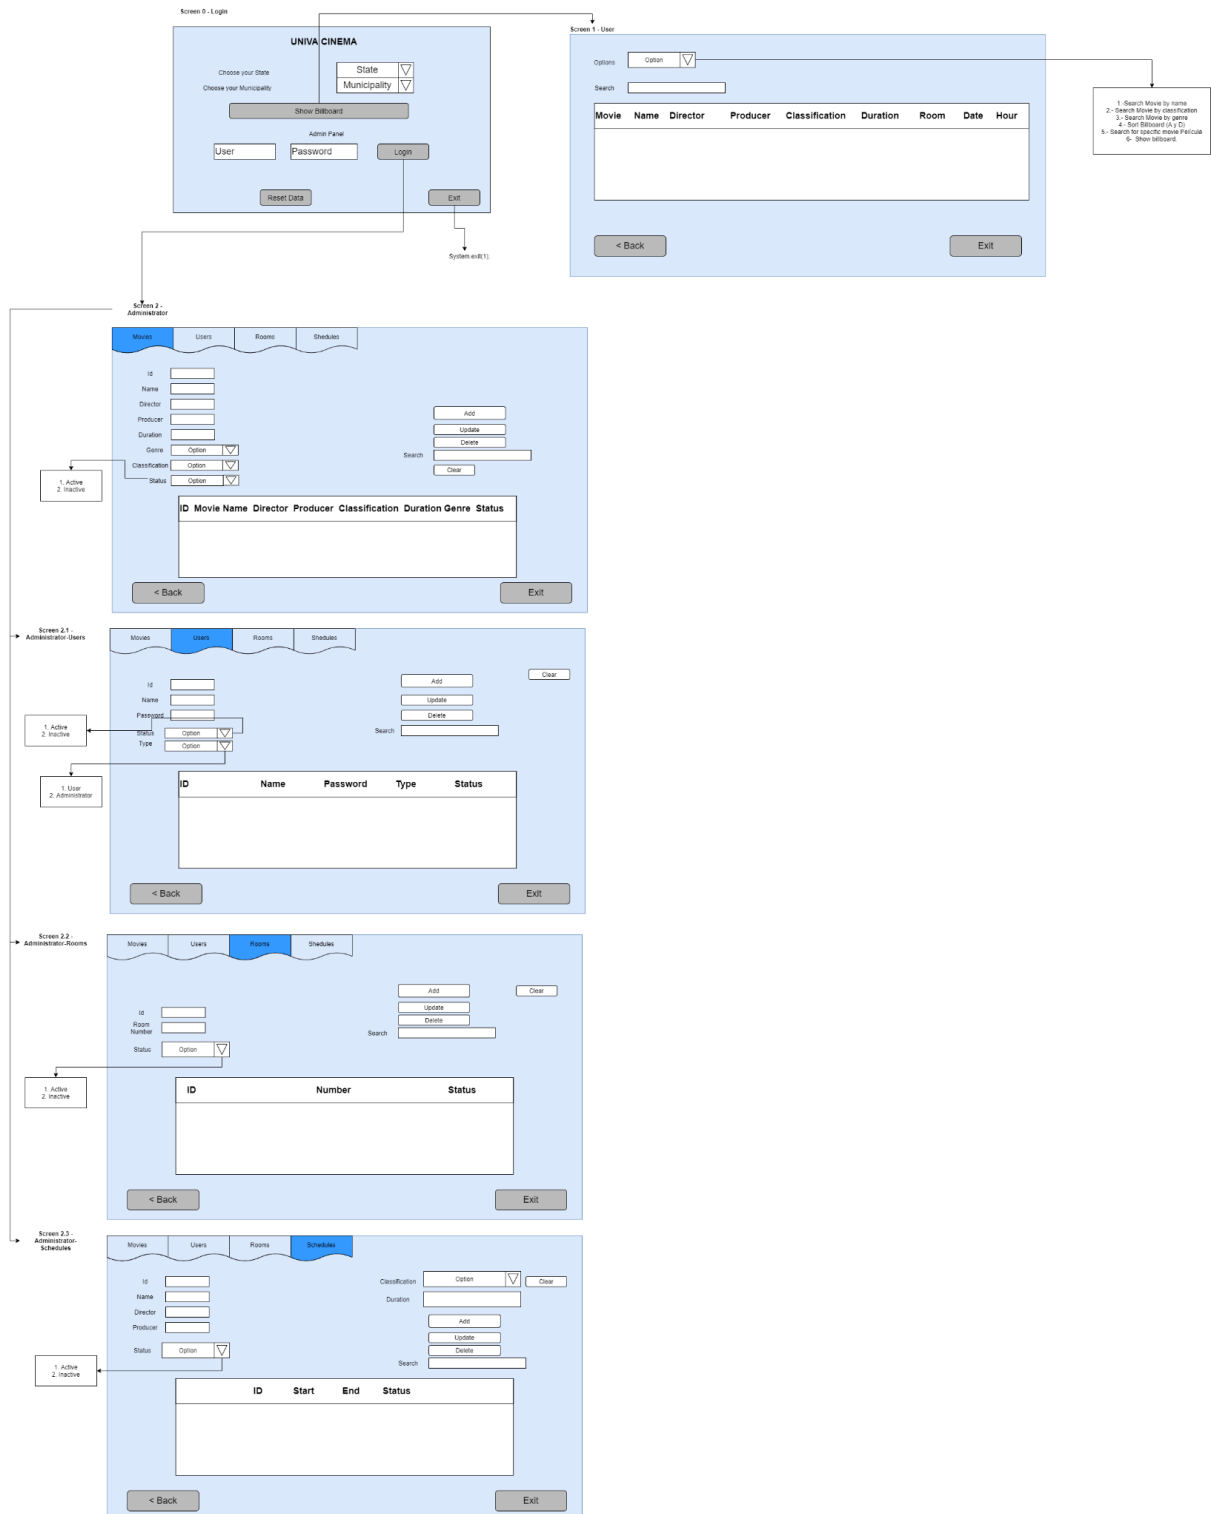 Screen 0 - Login
UNIVA CINEMA
Choose your State
State
Choose your Municipality
Municipality
Show Billboard
Admin Panel
User
Password
Login
Reset Data
Exit
System.exit(1);
Screen 1 - User
Options
Option
Search
Movie Name Director Producer Classification Duration Room Date Hour
< Back
Exit
1.-Search Movie by name
2.- Search Movie by classification
3.- Search Movie by genre
4.- Sort Billboard (A y D)
5.- Search for specific movie Película
6- Show billboard.
Screen 2 -
Administrator
Movies Users Rooms Shedules
Id
Name
Director
Producer
Duration
Genre Option
Classification Option
Status Option
Add
Update
Delete
Search
Clear
1. Active
2. Inactive
ID Movie Name Director Producer Classification Duration Genre Status
< Back
Exit
Screen 2.1 -
Administrator-Users
Movies Users Rooms Shedules
Id
Name
Password
Status Option
Type Option
Add
Update
Delete
Search
Clear
1. Active
2. Inactive
1. User
2. Administrator
ID Name Password Type Status
< Back
Exit
Screen 2.2 -
Administrator-Rooms
Movies Users Rooms Shedules
Id
Room
Number
Status Option
Add
Update
Delete
Search
Clear
1. Active
2. Inactive
ID Number Status
< Back
Exit
Screen 2.3 -
Administrator-
Schedules
Movies Users Rooms Schedules
Id
Name
Director
Producer
Status Option
Classification Option
Clear
Duration
Add
Update
Delete
Search
1. Active
2. Inactive
ID Start End Status
< Back
Exit